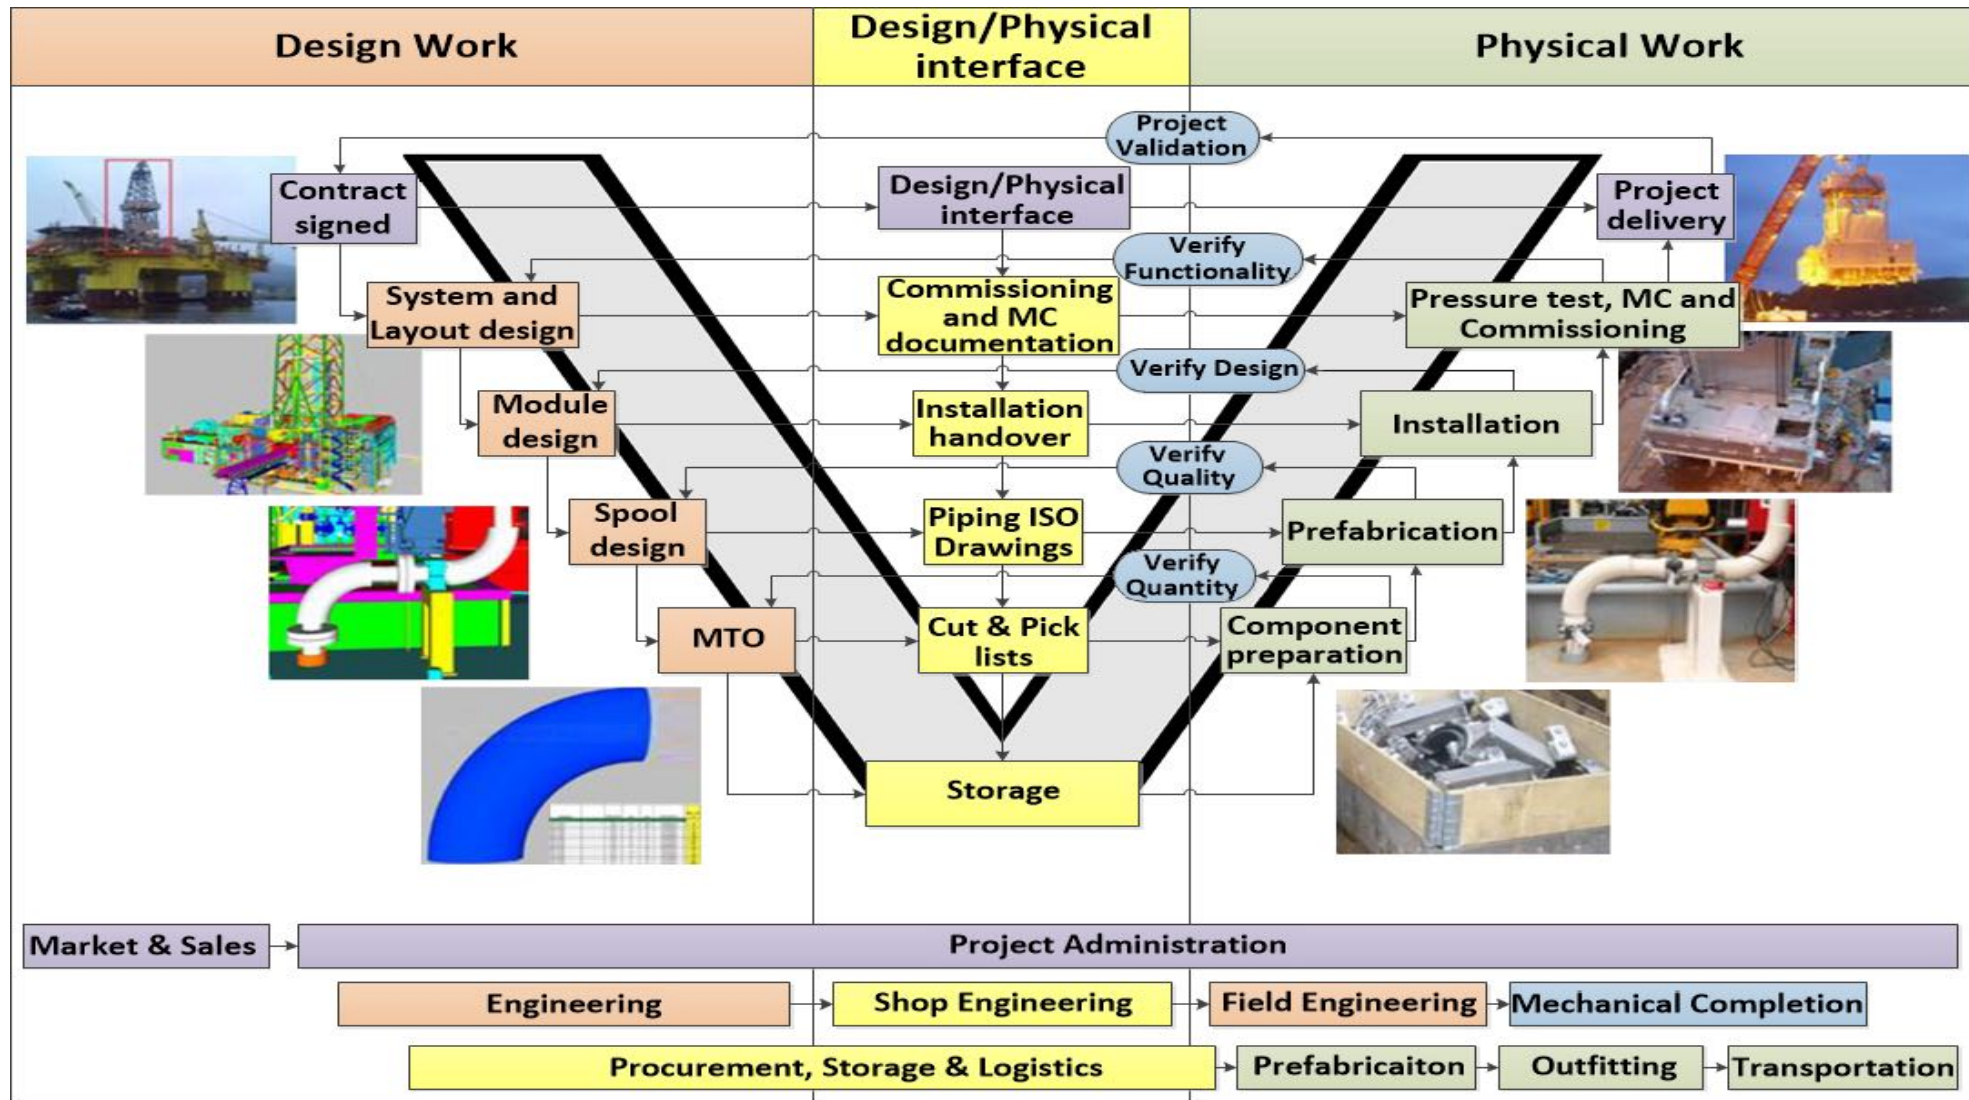 Design Work
Design/Physical
interface
Physical Work
Project
Validation
Contract
signed
Design/Physical
interface
Project
delivery
Verify
Functionality
System and
Layout design
Commissioning
and MC
documentation
Pressure test, MC and
Commissioning
Verify Design
Module
design
Installation
handover
Installation
Verify
Quality
Spool
design
Piping ISO
Drawings
Prefabrication
Verify
Quantity
MTO
Cut & Pick
lists
Component
preparation
Storage
Market & Sales
Project Administration
Engineering
Shop Engineering
Field Engineering
Mechanical Completion
Procurement, Storage & Logistics
Prefabricaiton
Outfitting
Transportation